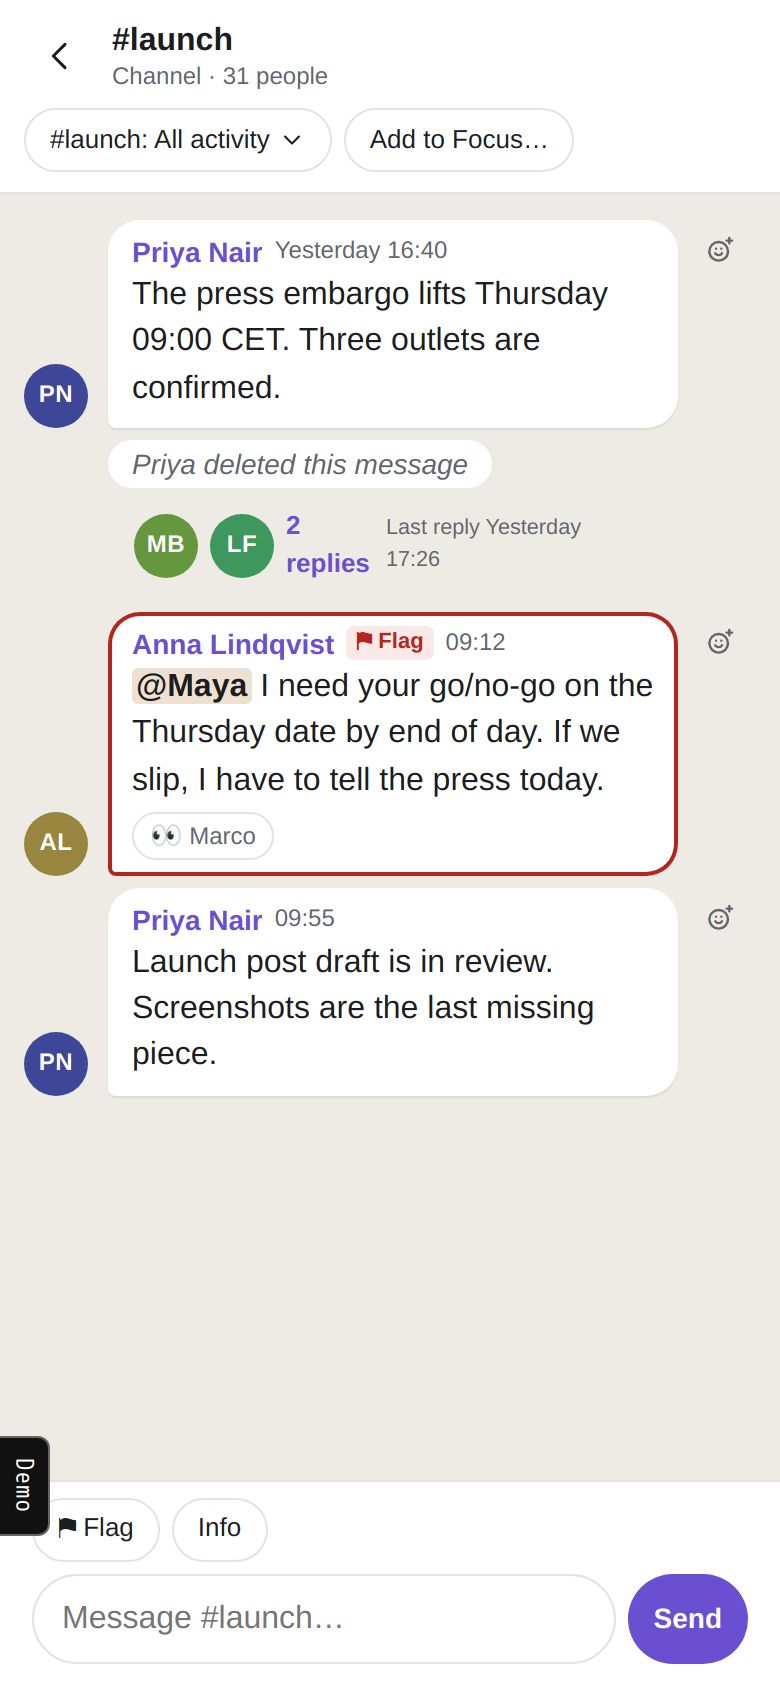 #launch
Channel · 31 people
#launch: All activity
Add to Focus…
Priya Nair Yesterday 16:40
The press embargo lifts Thursday
09:00 CET. Three outlets are
confirmed.
PN
Priya deleted this message
MB LF 2 replies
Last reply Yesterday
17:26
Anna Lindqvist Flag 09:12
@Maya I need your go/no-go on the
Thursday date by end of day. If we
slip, I have to tell the press today.
👀 Marco
AL
Priya Nair 09:55
Launch post draft is in review.
Screenshots are the last missing
piece.
PN
Demo
Flag
Info
Message #launch…
Send